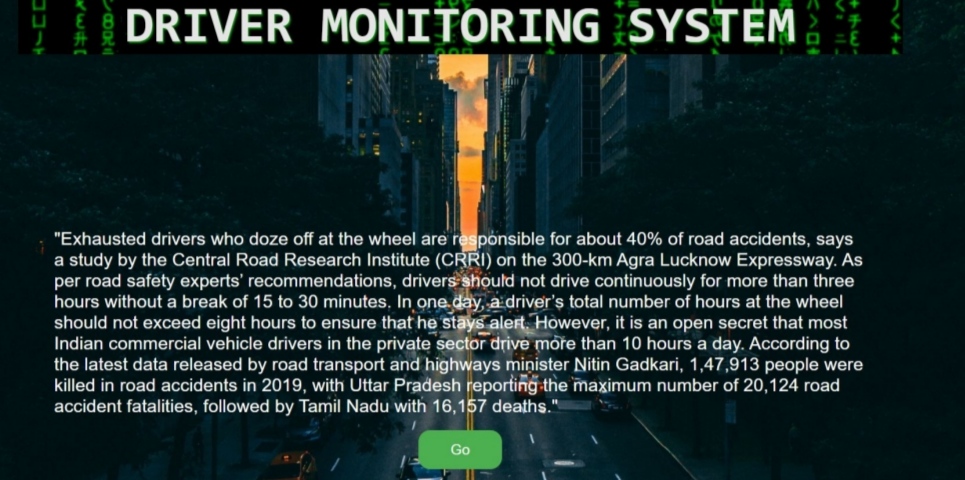 DRIVER MONITORING SYSTEM
"Exhausted drivers who doze off at the wheel are responsible for about 40% of road accidents, says
a study by the Central Road Research Institute (CRRI) on the 300-km Agra Lucknow Expressway. As
per road safety experts' recommendations, drivers should not drive continuously for more than three
hours without a break of 15 to 30 minutes. In one day, a driver's total number of hours at the wheel
should not exceed eight hours to ensure that he stays alert. However, it is an open secret that most
Indian commercial vehicle drivers in the private sector drive more than 10 hours a day. According to
the latest data released by road transport and highways minister Nitin Gadkari, 1,47,913 people were
killed in road accidents in 2019, with Uttar Pradesh reporting the maximum number of 20,124 road
accident fatalities, followed by Tamil Nadu with 16,157 deaths."
Go